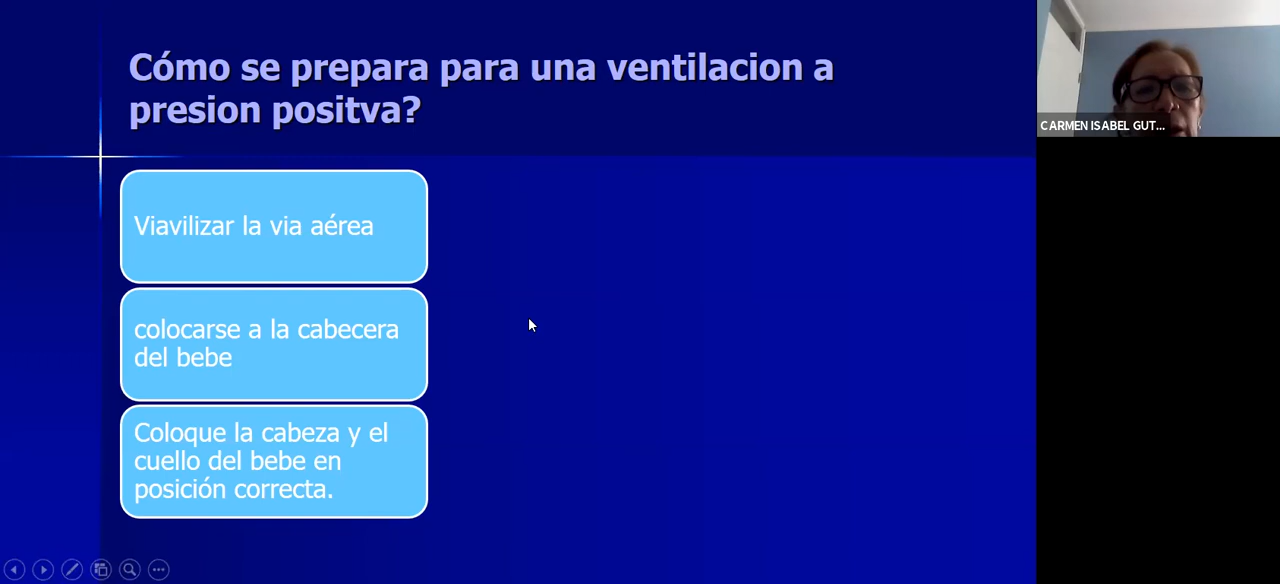 Cómo se prepara para una ventilacion a
presion positva?
Viavilizar la via aérea
colocarse a la cabecera
del bebe
Coloque la cabeza y el
cuello del bebe en
posición correcta.
CARMEN ISABEL GUT...